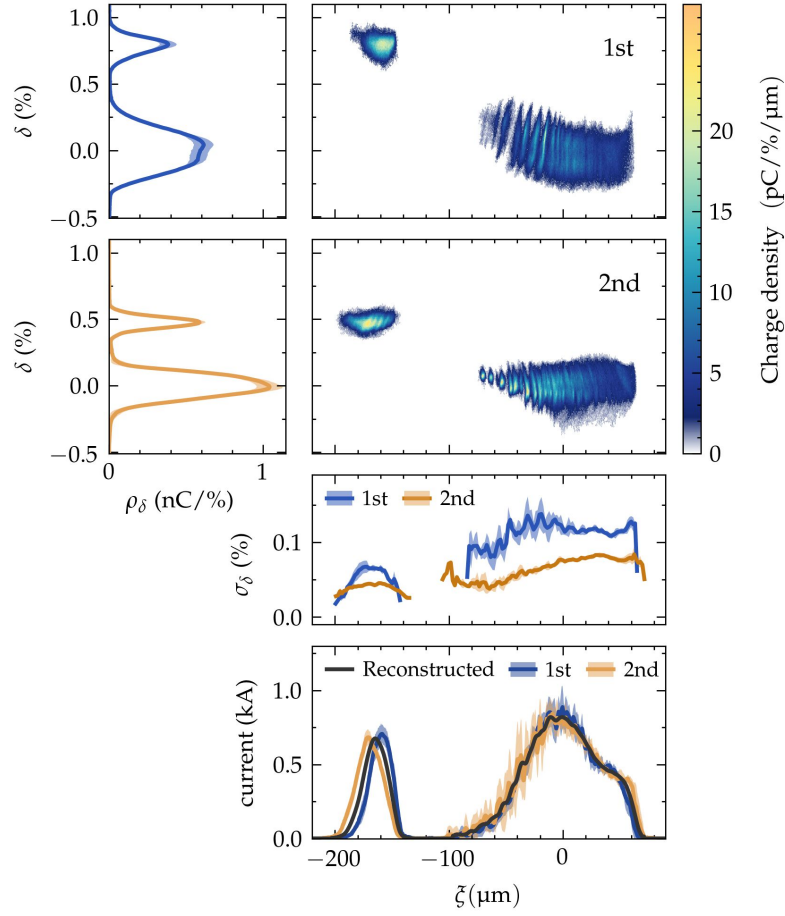 1.0
0.5
0.0
−0.5
δ (%)
1st
20
15
10
5
0
Charge density (pC/%/μm)
1.0
0.5
0.0
−0.5
δ (%)
2nd
0 1
ρδ (nC/%)
1st 2nd
0.1
0.0
σδ (%)
Reconstructed 1st 2nd
1.0
0.5
0.0
current (kA)
−200 −100 0
ξ(μm)